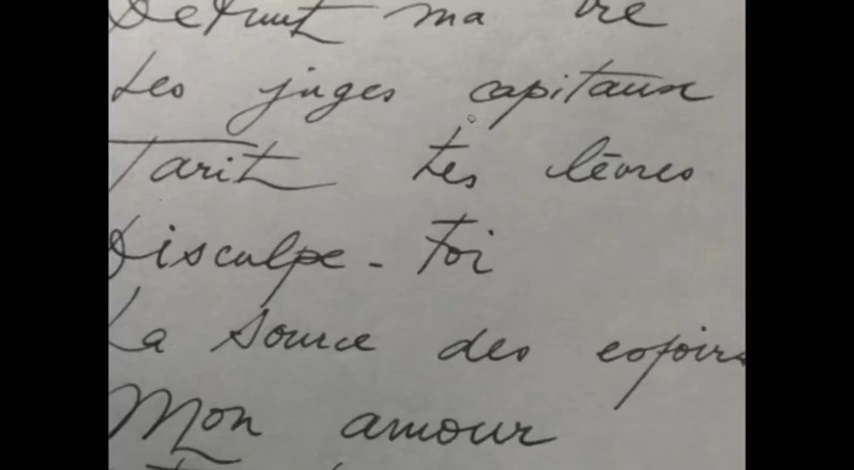 Détruit ma vie
Les juges capitaux
Tarit tes lèvres
Disculpe-toi
La source des espoirs
Mon amour